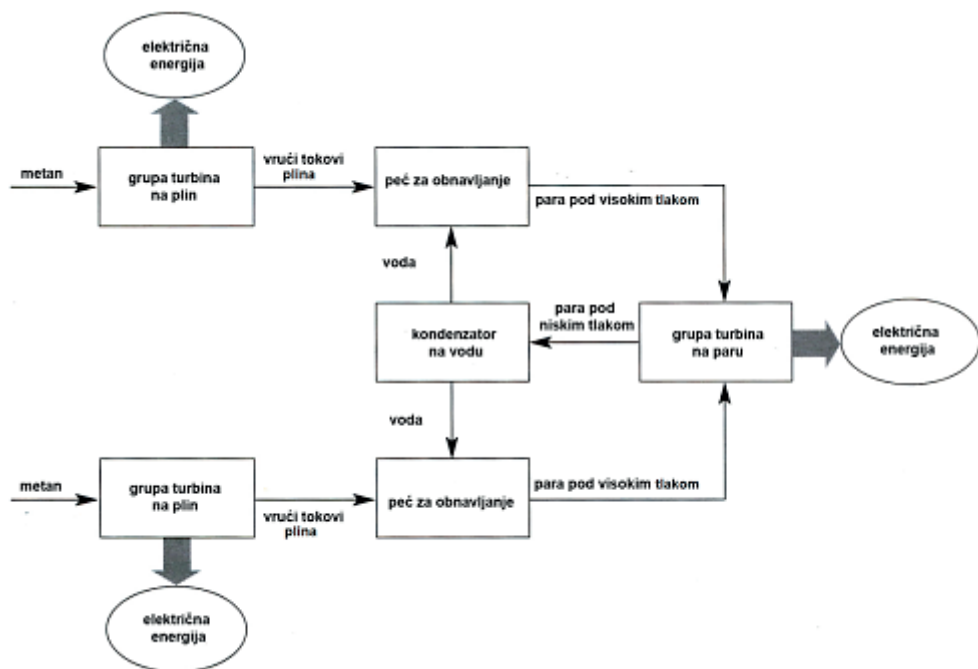 električna
energija
metan
grupa turbina
na plin
vrući tokovi
plina
peć za obnavljanje
para pod visokim tlakom
voda
kondenzator
na vodu
para pod
niskim tlakom
grupa turbina
na paru
električna
energija
voda
metan
grupa turbina
na plin
vrući tokovi
plina
peć za obnavljanje
para pod visokim tlakom
električna
energija